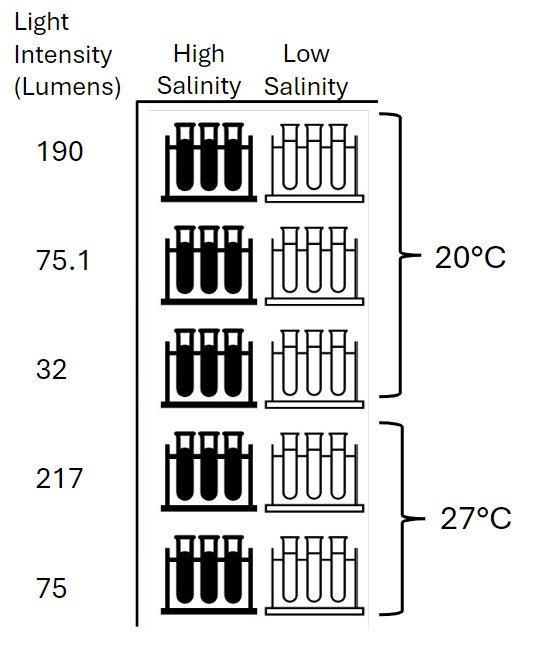 Light
Intensity
(Lumens)
High
Salinity
Low
Salinity
190
75.1
20°C
32
217
27°C
75